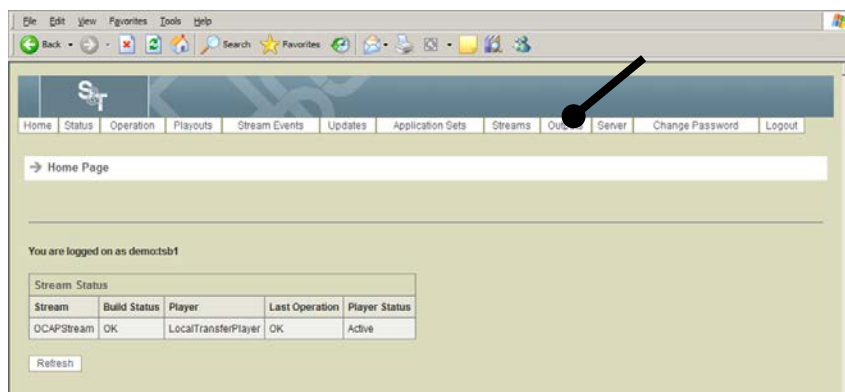 File Edit View Favorites Tools Help
Back Search Favorites
S&T
Home Status Operation Playouts Stream Events Updates Application Sets Streams Server Change Password Logout
Home Page
You are logged on as demo:tsb1
Stream Status
Stream Build Status Player Last Operation Player Status
OCAPStream OK LocalTransferPlayer OK Active
Refresh